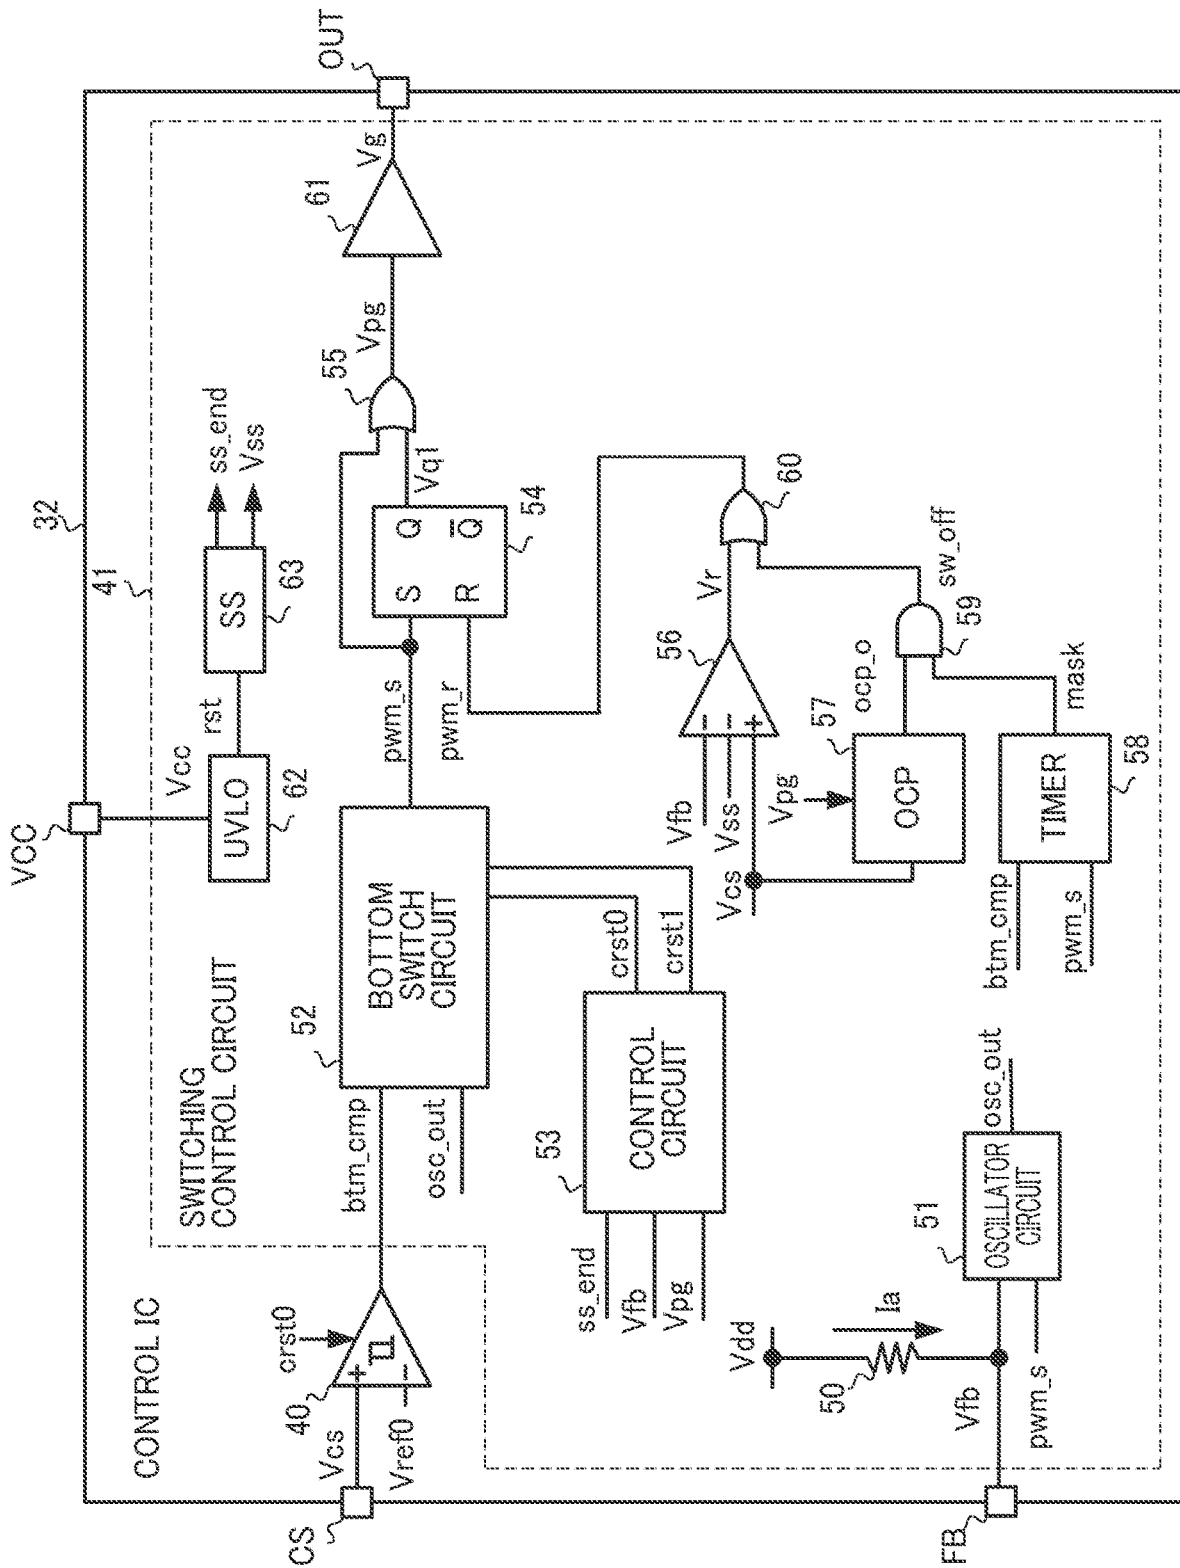 CONTROL IC
32
VCC
41
SWITCHING
CONTROL CIRCUIT
Vcc
UVLO
62
rst
SS
63
ss_end
Vss
CS
Vcs
Vref0
40
crst0
btm_cmp
osc_out
52
BOTTOM
SWITCH
CIRCUIT
pwm_s
pwm_r
S
Q
R
Q̅
54
Vq1
55
Vpg
61
Vg
OUT
ss_end
Vfb
Vpg
53
CONTROL
CIRCUIT
crst0
crst1
Vfb
Vss
Vcs
56
Vr
60
Vpg
57
OCP
ocp_o
59
sw_off
btm_cmp
pwm_s
TIMER
58
mask
FB
Vfb
Vdd
50
Ia
pwm_s
51
OSCILLATOR
CIRCUIT
osc_out